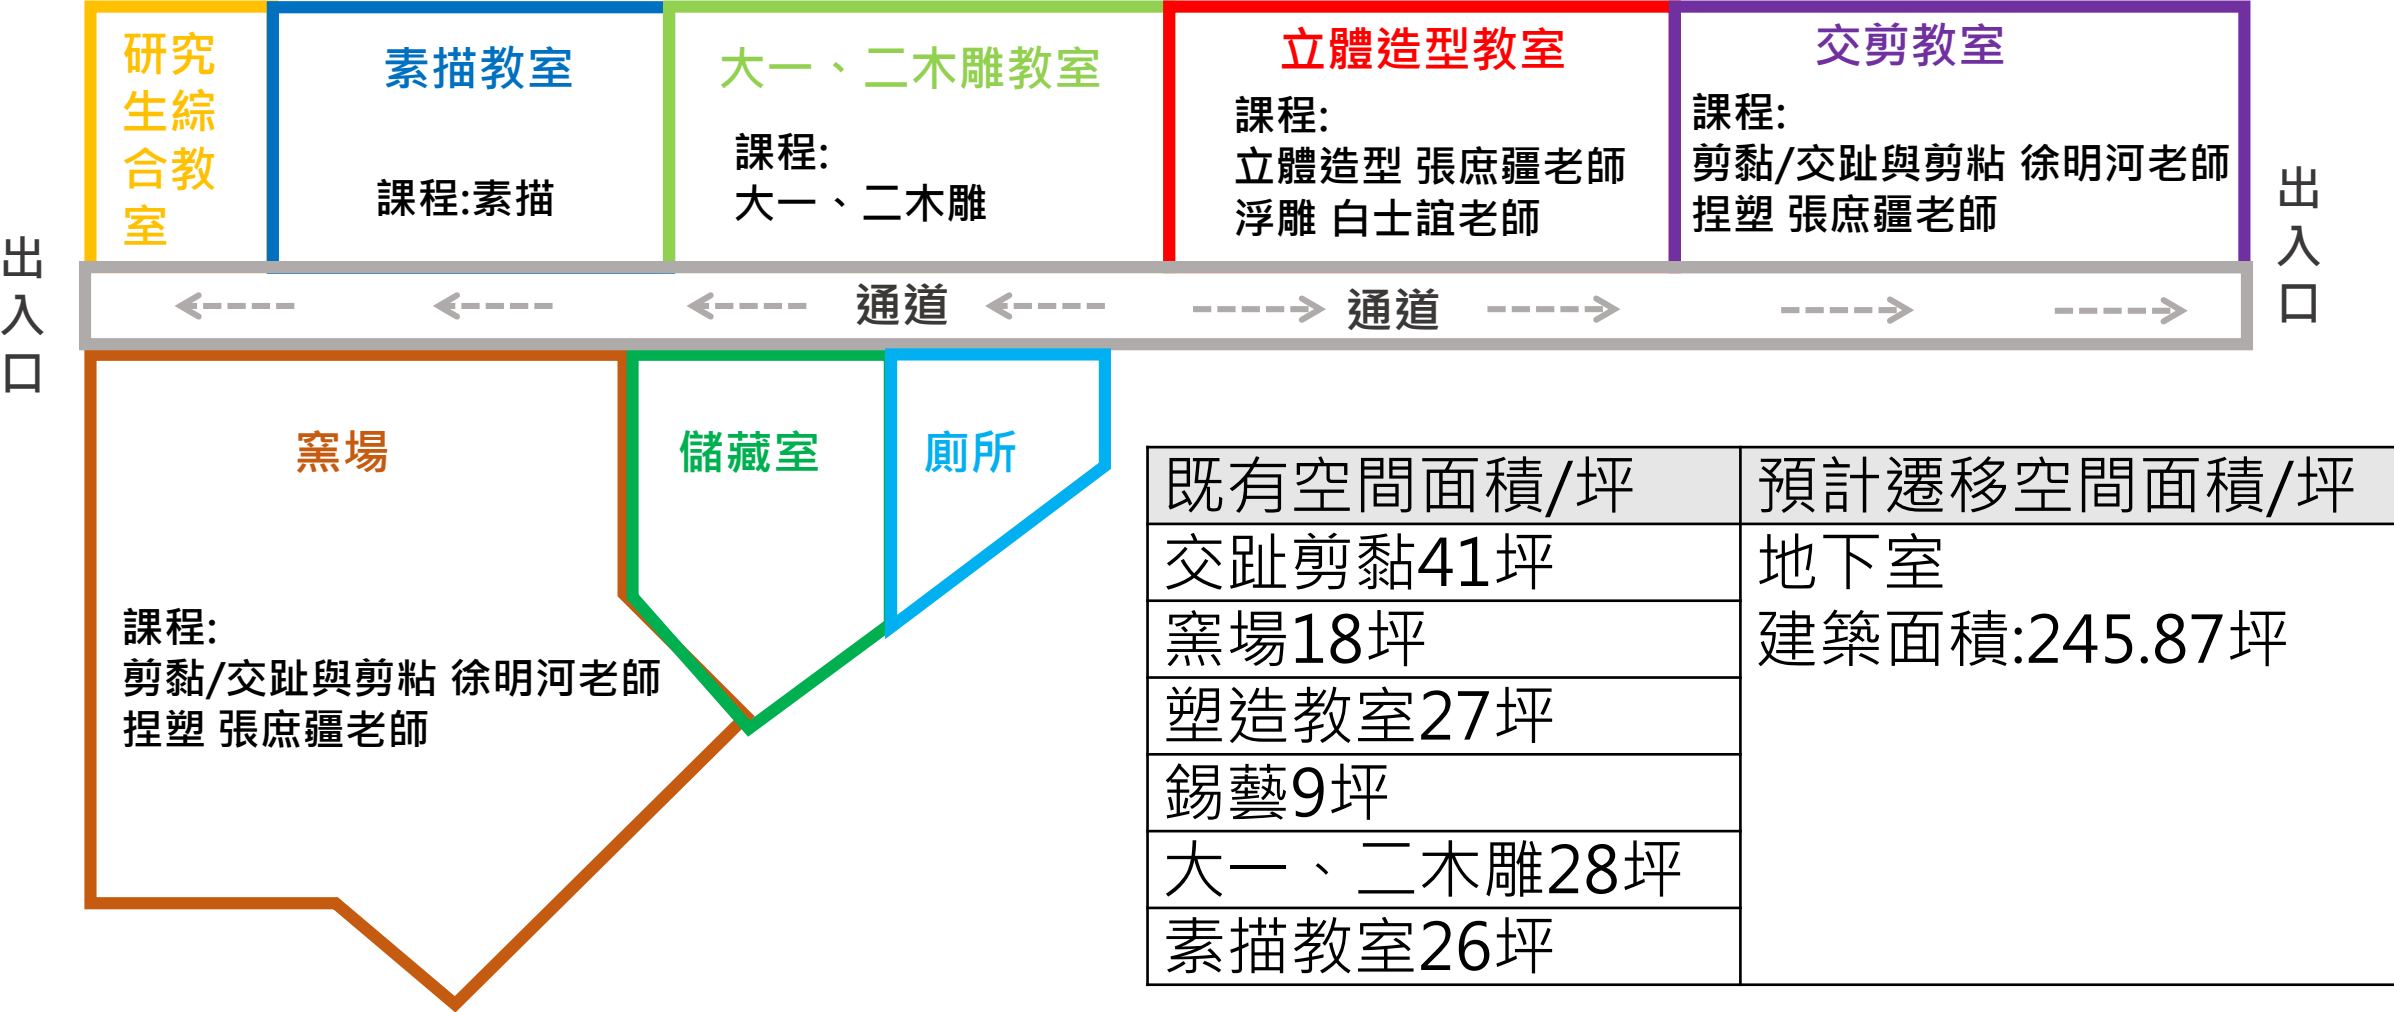 研究
生綜
合教
室
素描教室
課程:素描
大一、二木雕教室
課程:
大一、二木雕
立體造型教室
課程:
立體造型 張庶疆老師
浮雕 白士誼老師
交剪教室
課程:
剪黏/交趾與剪粘 徐明河老師
捏塑 張庶疆老師
出
入
口
出
入
口
通道
通道
窯場
課程:
剪黏/交趾與剪粘 徐明河老師
捏塑 張庶疆老師
儲藏室
廁所
既有空間面積/坪
預計遷移空間面積/坪
交趾剪黏41坪
地下室
窯場18坪
建築面積:245.87坪
塑造教室27坪
錫藝9坪
大一、二木雕28坪
素描教室26坪